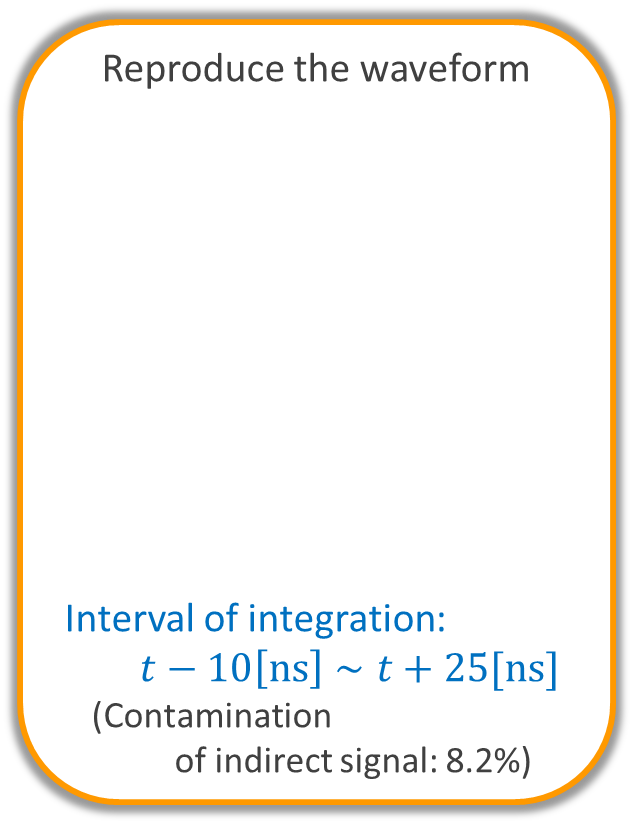 Reproduce the waveform
Interval of integration:
t − 10[ns] ~ t + 25[ns]
(Contamination
of indirect signal: 8.2%)